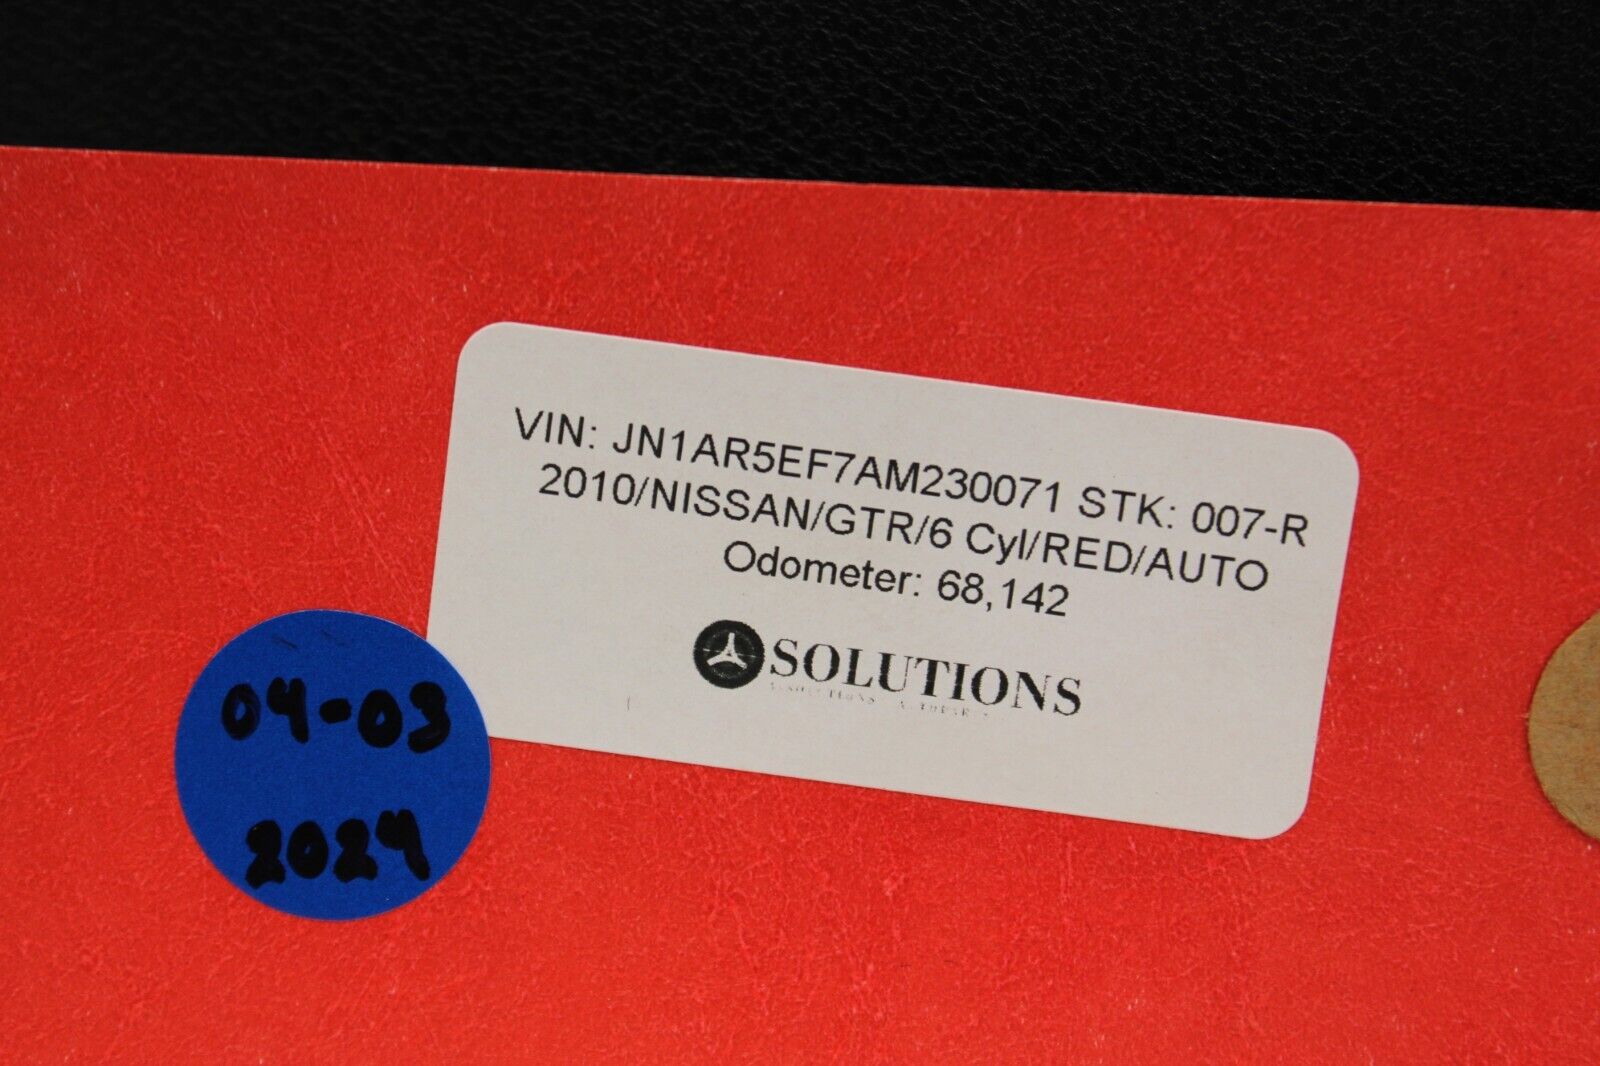 VIN: JN1AR5EF7AM230071 STK: 007-R
2010/NISSAN/GTR/6 Cyl/RED/AUTO
Odometer: 68,142
SOLUTIONS
04-03
2024